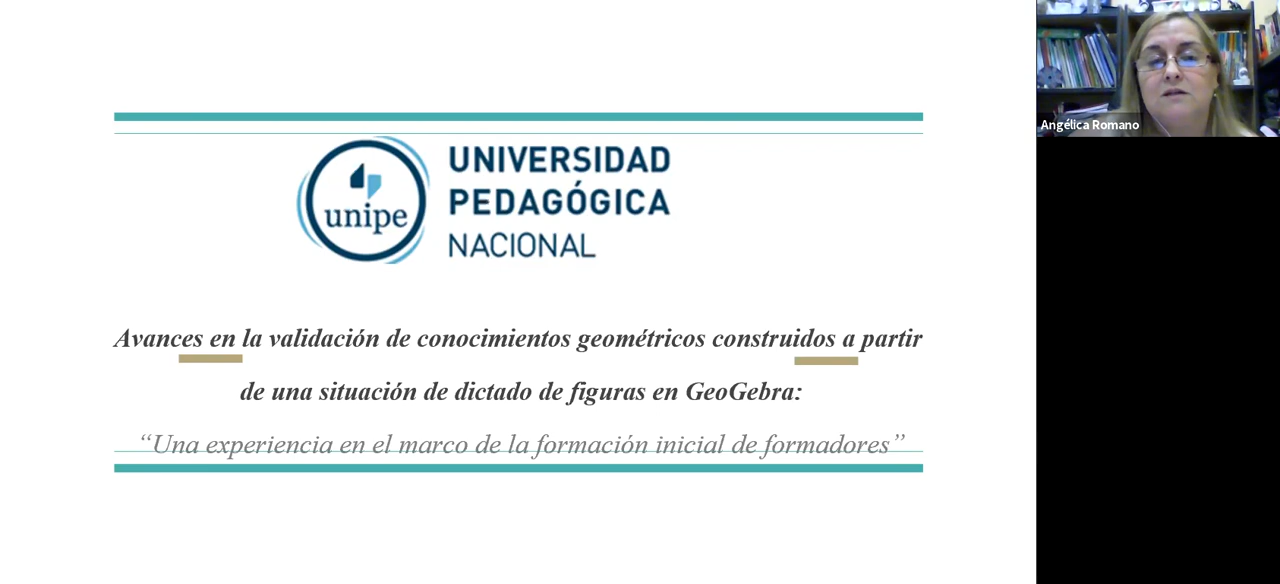 unipe
UNIVERSIDAD
PEDAGÓGICA
NACIONAL
Avances en la validación de conocimientos geométricos construidos a partir
de una situación de dictado de figuras en GeoGebra:
“Una experiencia en el marco de la formación inicial de formadores”
Angélica Romano